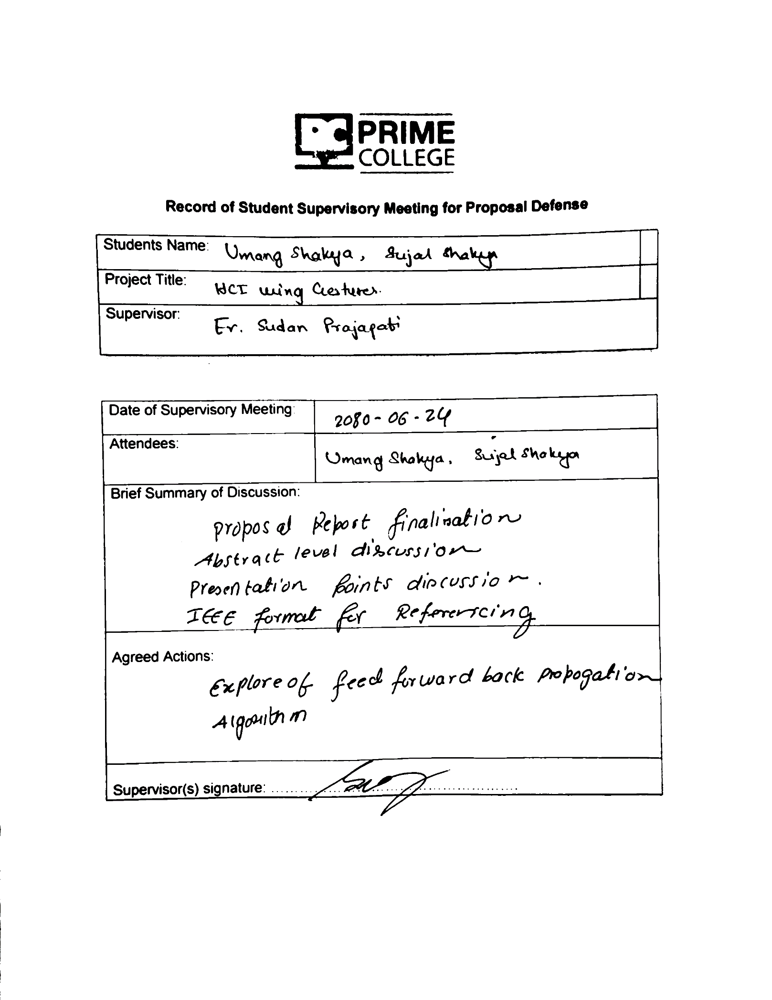 PRIME
COLLEGE
Record of Student Supervisory Meeting for Proposal Defense
Students Name: Umang Shakya, Sujal Shakya
Project Title: HCI using Gestures.
Supervisor: Er. Sudan Prajapati
Date of Supervisory Meeting: 2080-06-24
Attendees: Umang Shakya, Sujal Shakya
Brief Summary of Discussion:
Proposal Report finalisation
Abstract level discussion
Presentation points discussion.
IEEE format for Referencing
Agreed Actions:
Explore of feed forward back propogation
Algorithm
Supervisor(s) signature: